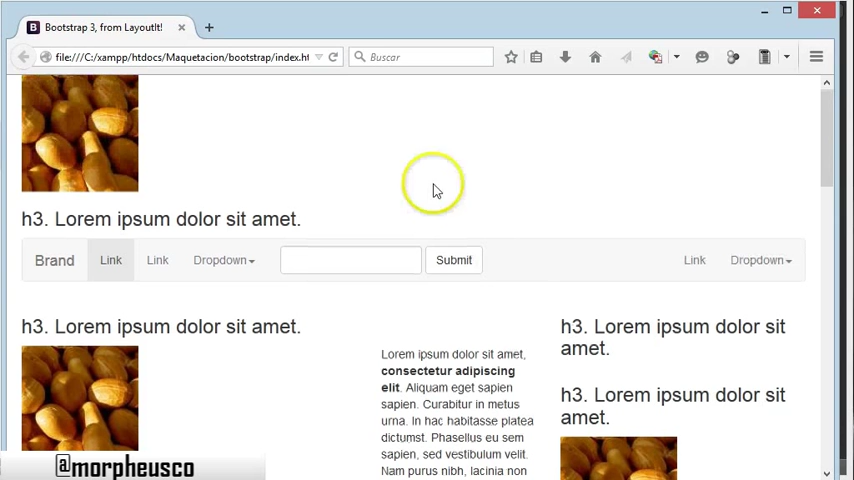 Bootstrap 3, from LayoutIt!
file:///C:/xampp/htdocs/Maquetacion/bootstrap/index.ht
Buscar
h3. Lorem ipsum dolor sit amet.
Brand Link Link Dropdown Submit Link Dropdown
h3. Lorem ipsum dolor sit amet.
Lorem ipsum dolor sit amet,
consectetur adipiscing
elit. Aliquam eget sapien
sapien. Curabitur in metus
urna. In hac habitasse platea
dictumst. Phasellus eu sem
sapien, sed vestibulum velit.
Nam purus nibh, lacinia non
h3. Lorem ipsum dolor sit
amet.
h3. Lorem ipsum dolor sit
amet.
@morpheusco